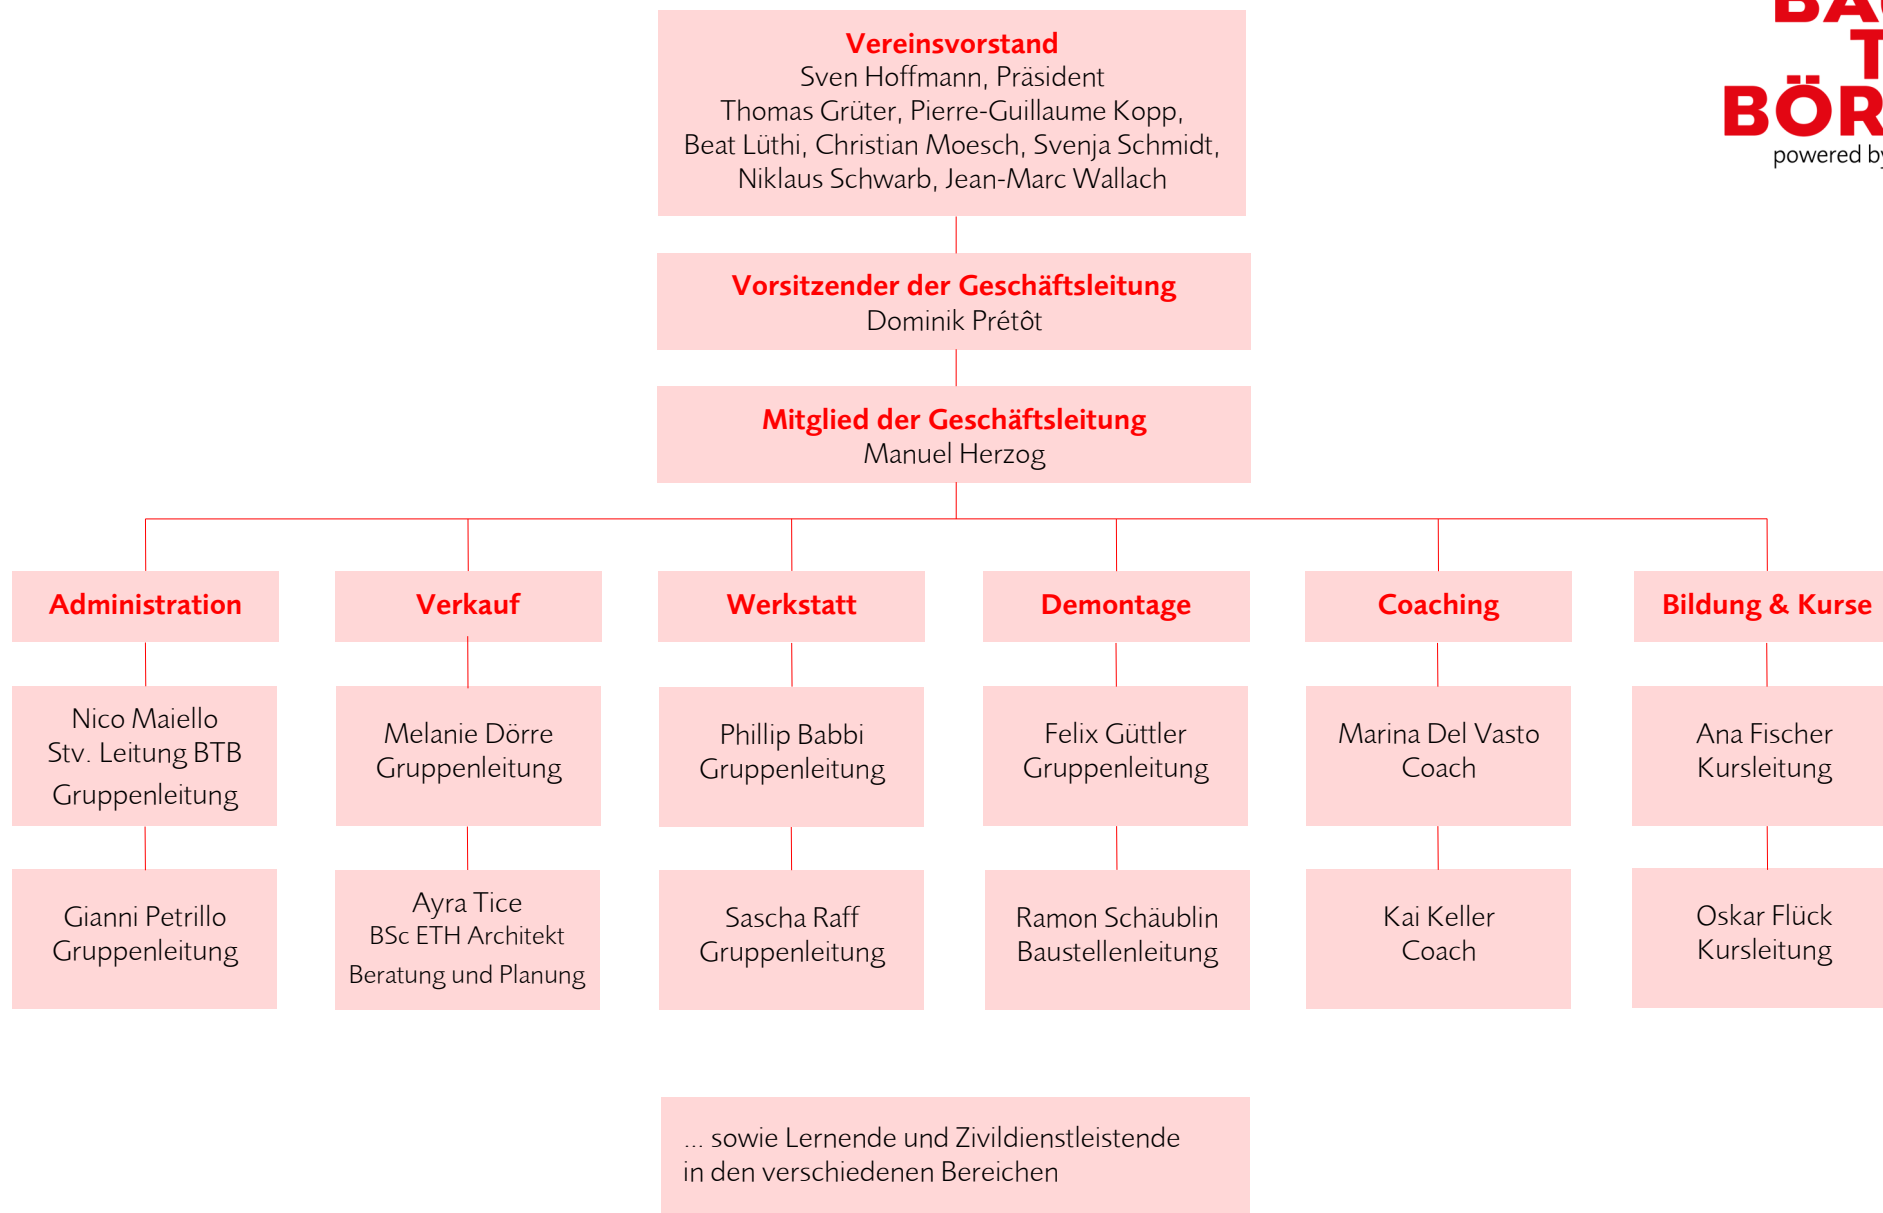 Vereinsvorstand
Sven Hoffmann, Präsident
Thomas Grüter, Pierre-Guillaume Kopp,
Beat Lüthi, Christian Moesch, Svenja Schmidt,
Niklaus Schwarb, Jean-Marc Wallach
powered by
Vorsitzender der Geschäftsleitung
Dominik Prétôt
Mitglied der Geschäftsleitung
Manuel Herzog
Administration
Nico Maiello
Stv. Leitung BTB
Gruppenleitung
Gianni Petrillo
Gruppenleitung
Verkauf
Melanie Dörre
Gruppenleitung
Ayra Tice
BSc ETH Architekt
Beratung und Planung
Werkstatt
Phillip Babbi
Gruppenleitung
Sascha Raff
Gruppenleitung
Demontage
Felix Güttler
Gruppenleitung
Ramon Schäublin
Baustellenleitung
Coaching
Marina Del Vasto
Coach
Kai Keller
Coach
Bildung & Kurse
Ana Fischer
Kursleitung
Oskar Flück
Kursleitung
... sowie Lernende und Zivildienstleistende
in den verschiedenen Bereichen